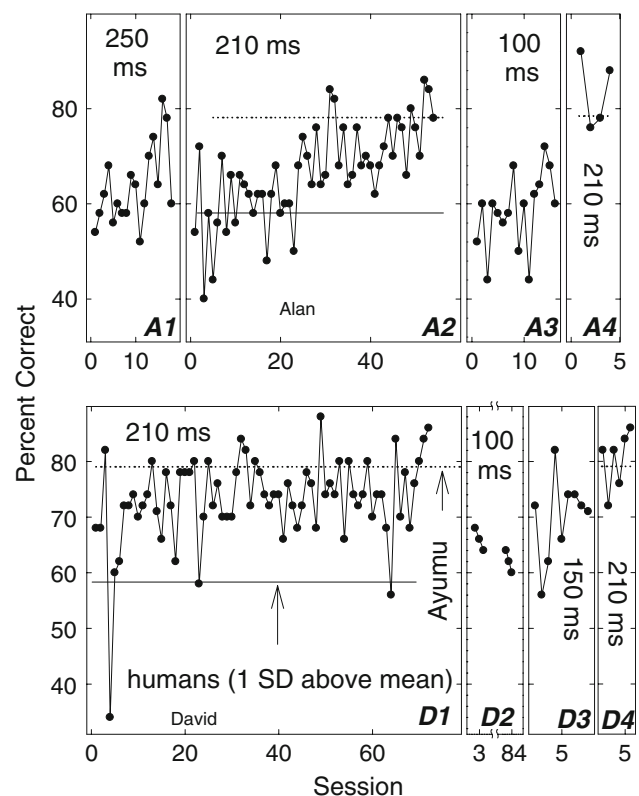 250
ms
210 ms
100
ms
210 ms
80
60
40
Alan
A1
A2
A3
A4
0
10
0
20
40
0
10
0
5
Percent Correct
90
80
70
60
50
40
210 ms
100
ms
150 ms
210 ms
Ayumu
humans (1 SD above mean)
David
D1
D2
D3
D4
0
20
40
60
3
84
5
5
Session